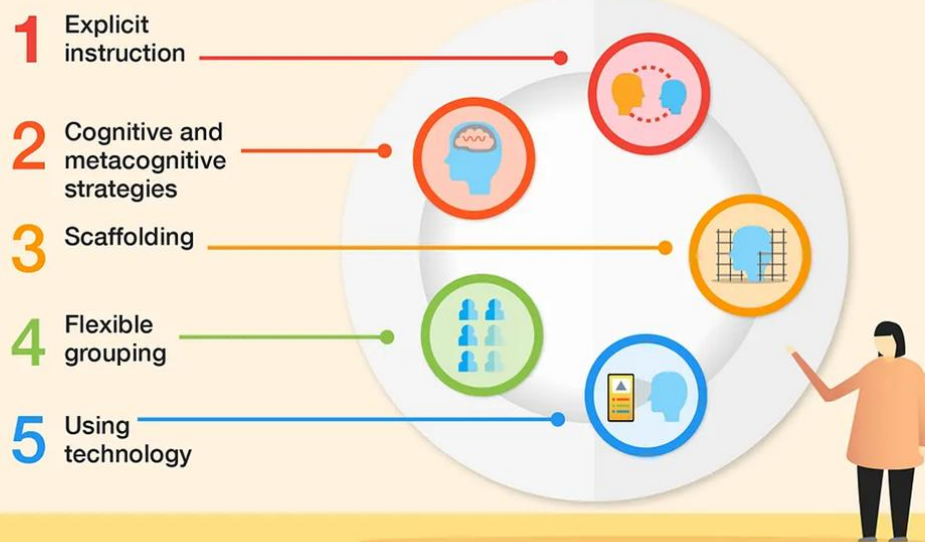 1 Explicit
instruction
2 Cognitive and
metacognitive
strategies
3 Scaffolding
4 Flexible
grouping
5 Using
technology